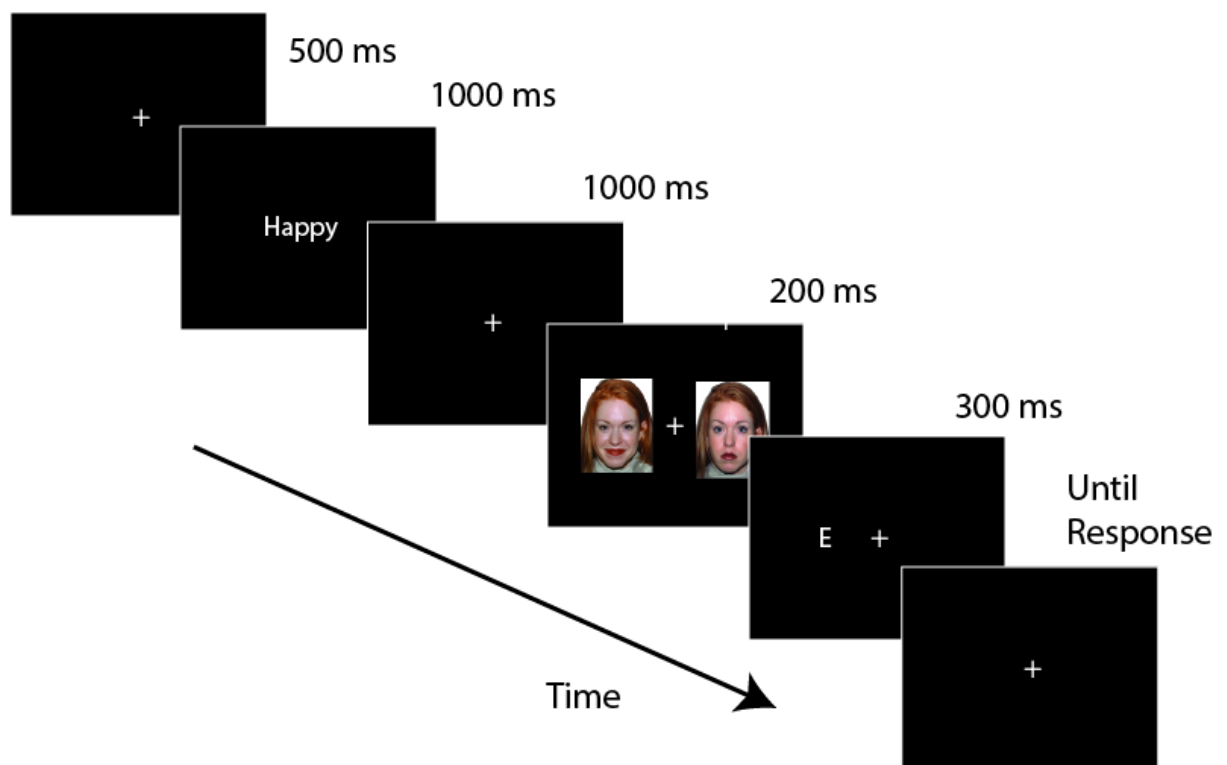 500 ms
1000 ms
+
1000 ms
Happy
200 ms
+
300 ms
+
Until
Response
E +
+
Time